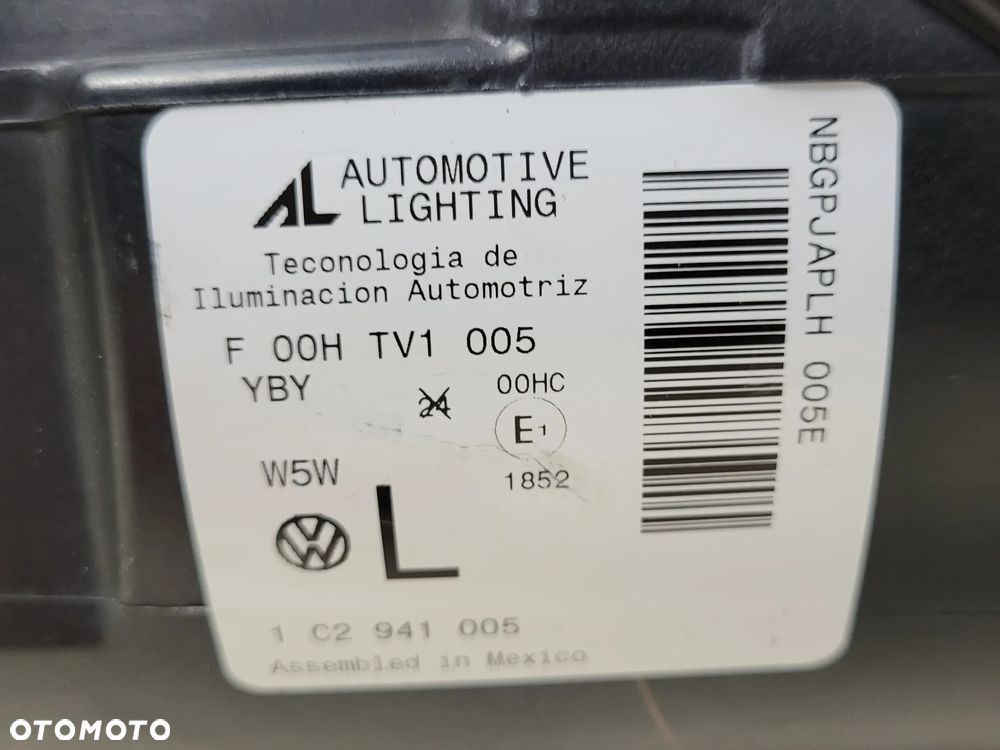 AL AUTOMOTIVE
LIGHTING
Teconologia de
Iluminacion Automotriz
F 00H TV1 005
YBY 24 00HC
E1
W5W 1852
L
1 C2 941 005
Assembled in Mexico
NBGPJAPLH 005E
OTOMOTO